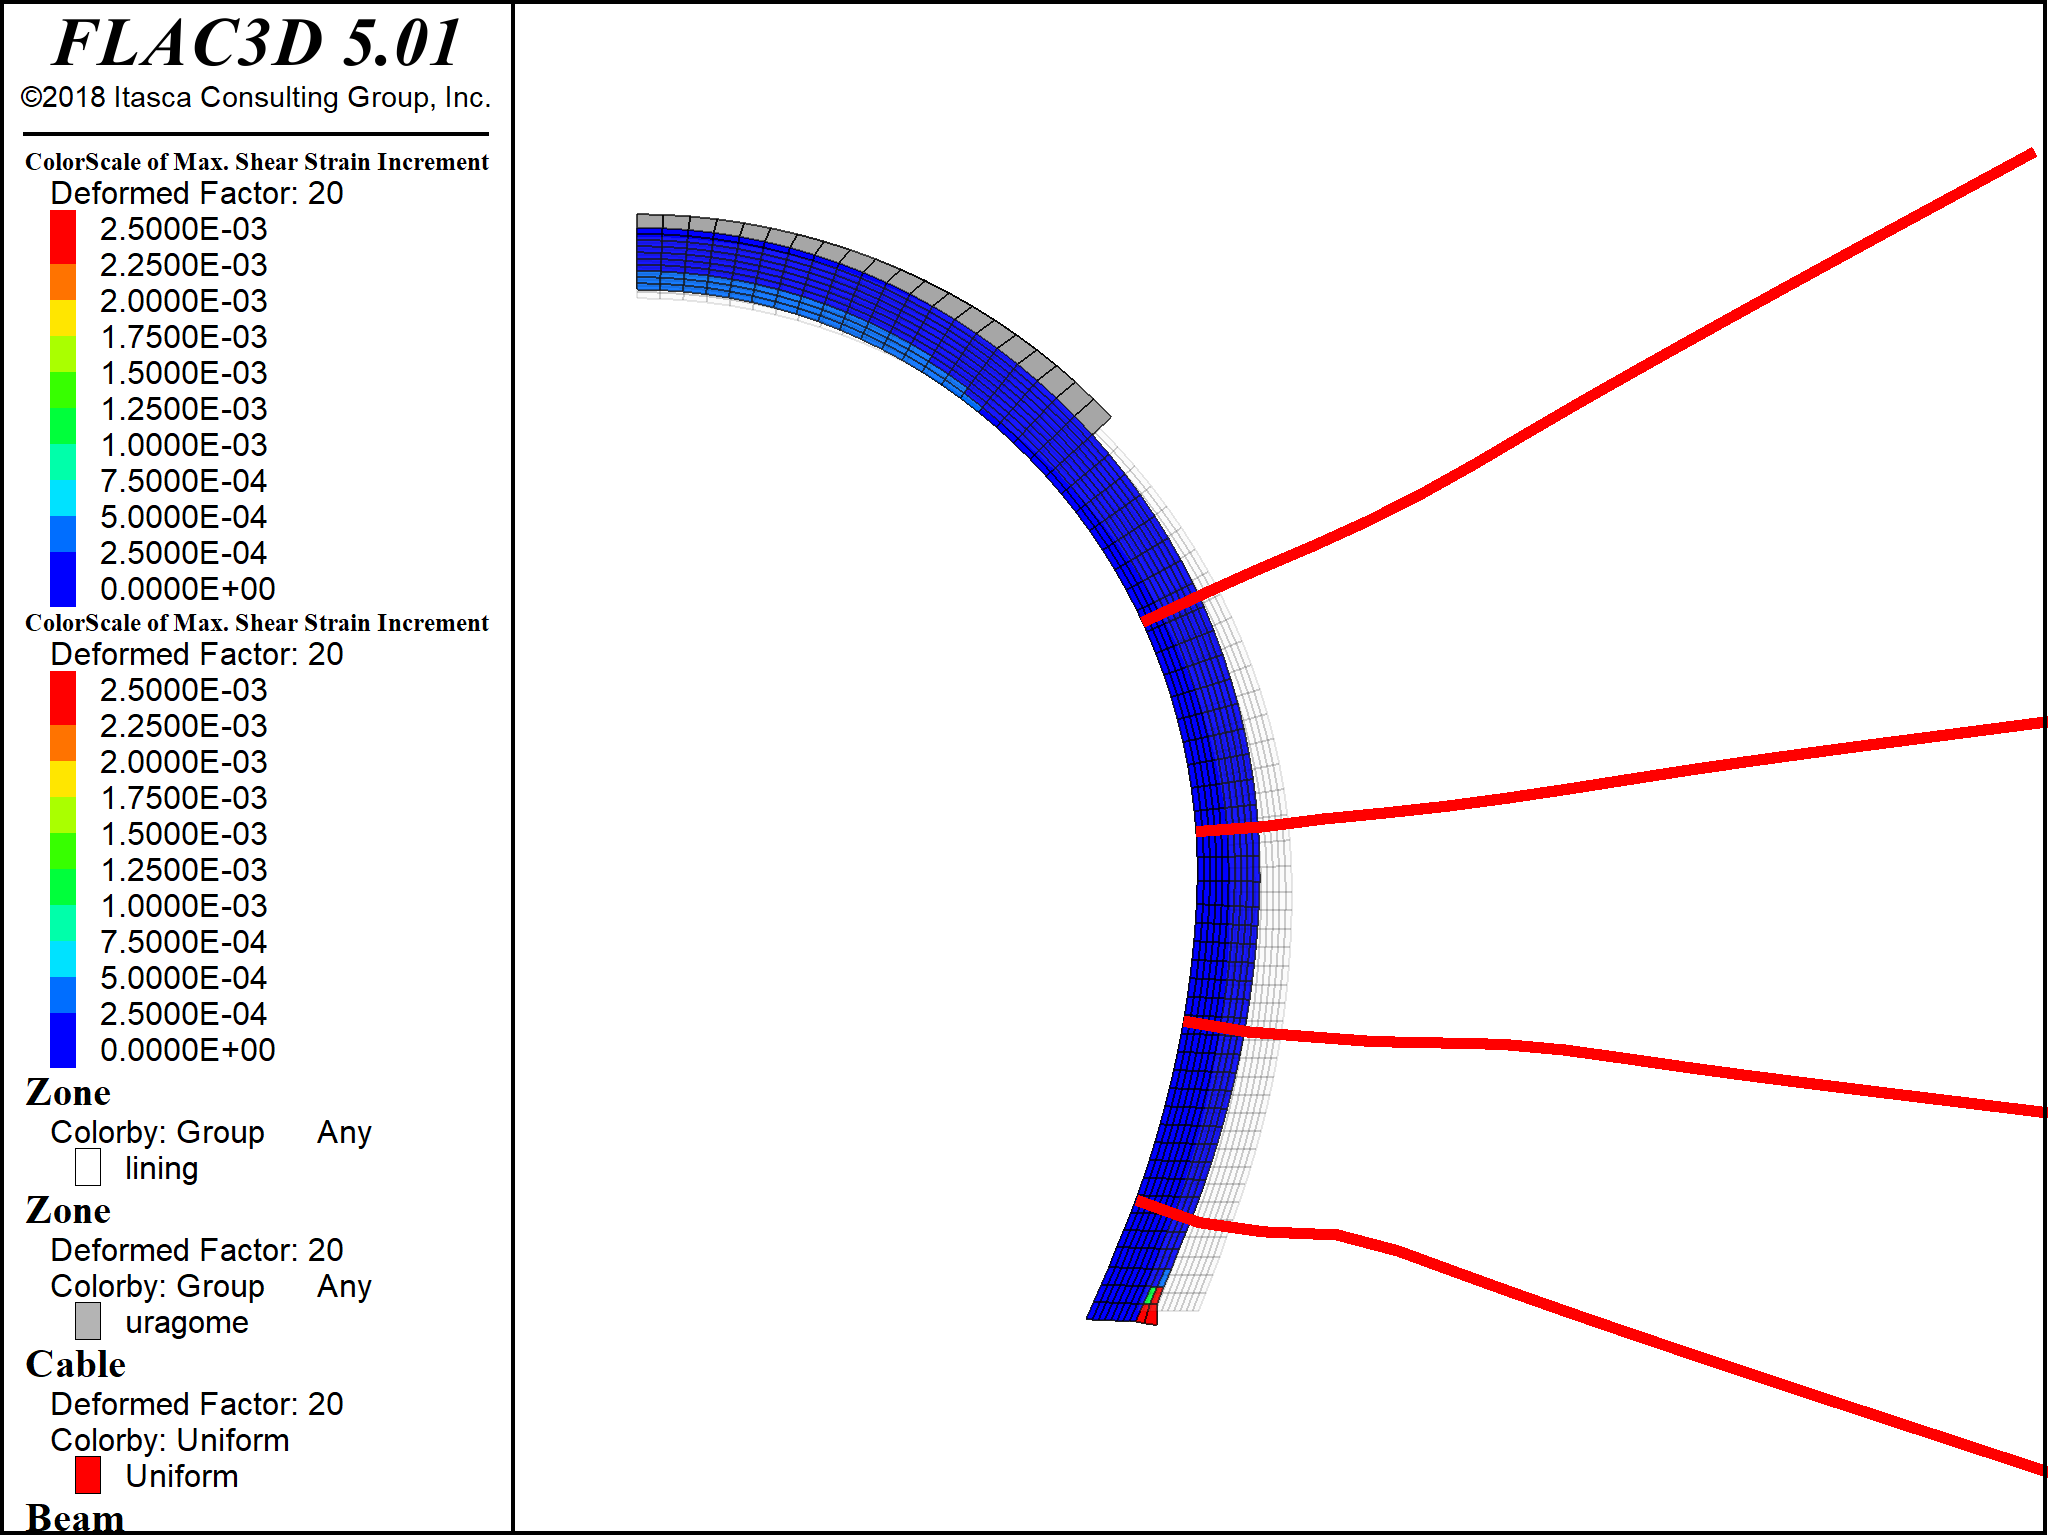 FLAC3D 5.01
©2018 Itasca Consulting Group, Inc.
ColorScale of Max. Shear Strain Increment
Deformed Factor: 20
2.5000E-03
2.2500E-03
2.0000E-03
1.7500E-03
1.5000E-03
1.2500E-03
1.0000E-03
7.5000E-04
5.0000E-04
2.5000E-04
0.0000E+00
ColorScale of Max. Shear Strain Increment
Deformed Factor: 20
2.5000E-03
2.2500E-03
2.0000E-03
1.7500E-03
1.5000E-03
1.2500E-03
1.0000E-03
7.5000E-04
5.0000E-04
2.5000E-04
0.0000E+00
Zone
Colorby: Group Any
lining
Zone
Deformed Factor: 20
Colorby: Group Any
uragome
Cable
Deformed Factor: 20
Colorby: Uniform
Uniform
Beam